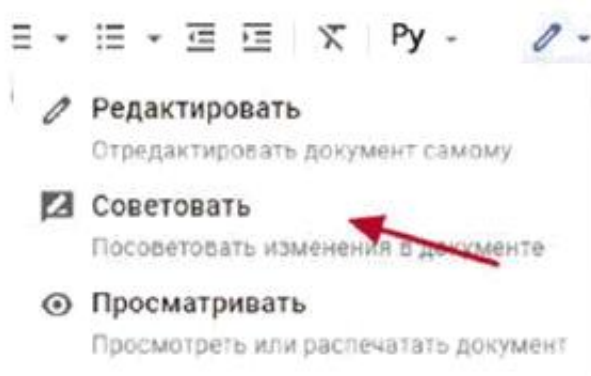 Ру
Редактировать
Отредактировать документ самому
Советовать
Посоветовать изменения в документе
Просматривать
Просмотреть или распечатать документ